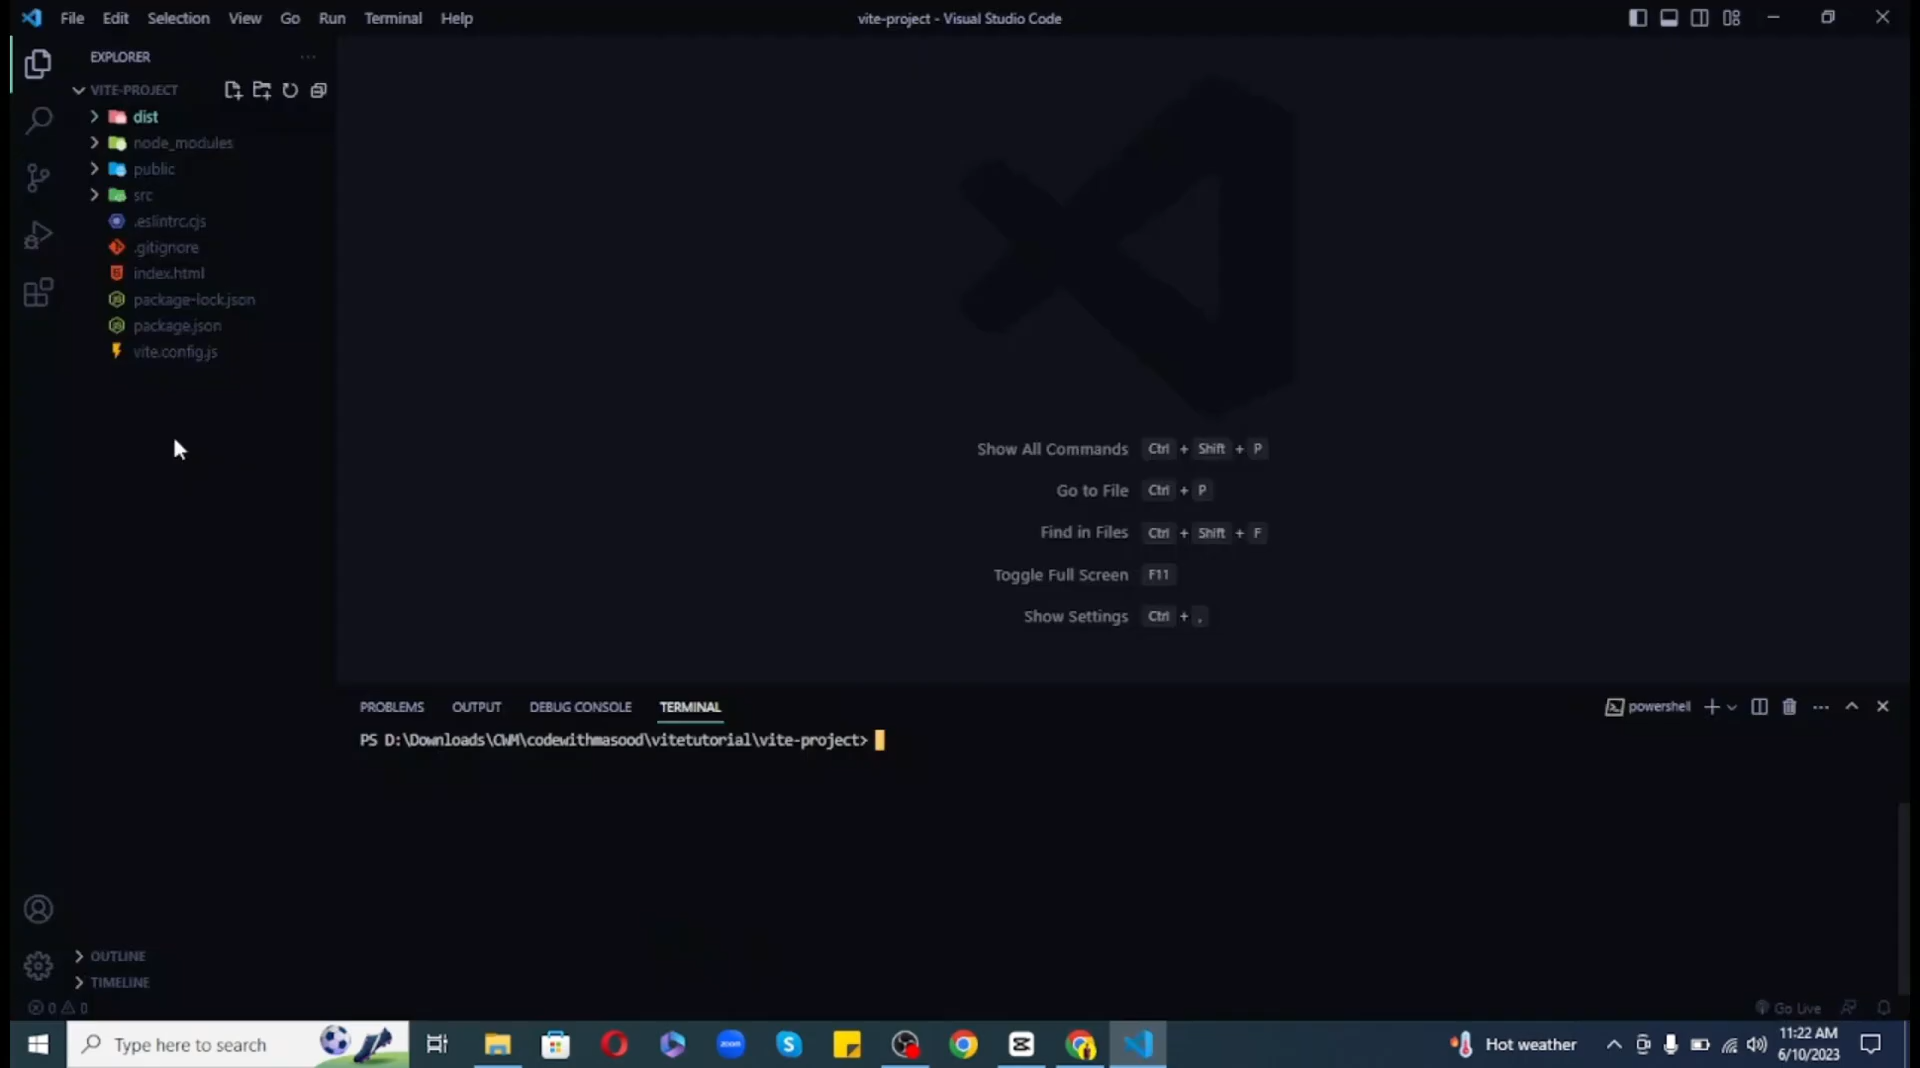 File Edit Selection View Go Run Terminal Help vite-project - Visual Studio Code
EXPLORER
VITE-PROJECT
dist
node_modules
public
src
.eslintrc.cjs
.gitignore
index.html
package-lock.json
package.json
vite.config.js
Show All Commands Ctrl + Shift + P
Go to File Ctrl + P
Find in Files Ctrl + Shift + F
Toggle Full Screen F11
Show Settings Ctrl + ,
PROBLEMS OUTPUT DEBUG CONSOLE TERMINAL powershell
PS D:\Downloads\CWM\codewithmasood\vitetutorial\vite-project>
OUTLINE
TIMELINE
0 0 Go Live
Type here to search zoom Hot weather 11:22 AM
6/10/2023